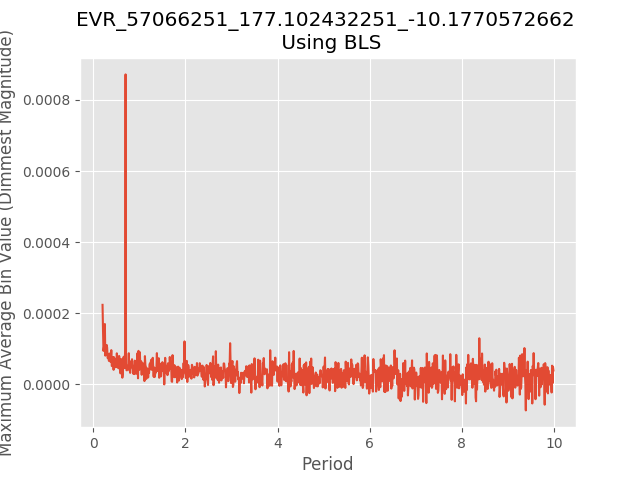 EVR_57066251_177.102432251_-10.1770572662
Using BLS
Maximum Average Bin Value (Dimmest Magnitude)
0.0008
0.0006
0.0004
0.0002
0.0000
0
2
4
6
8
10
Period